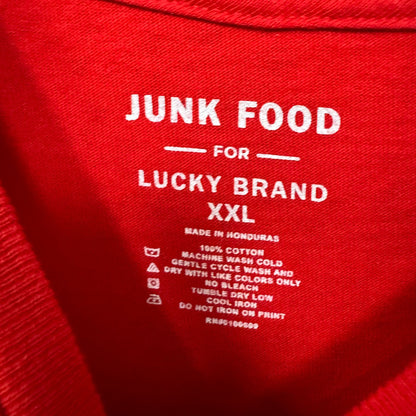 JUNK FOOD
FOR
LUCKY BRAND
XXL
MADE IN HONDURAS
100% COTTON
MACHINE WASH COLD
GENTLE CYCLE WASH AND
DRY WITH LIKE COLORS ONLY
NO BLEACH
TUMBLE DRY LOW
COOL IRON
DO NOT IRON ON PRINT